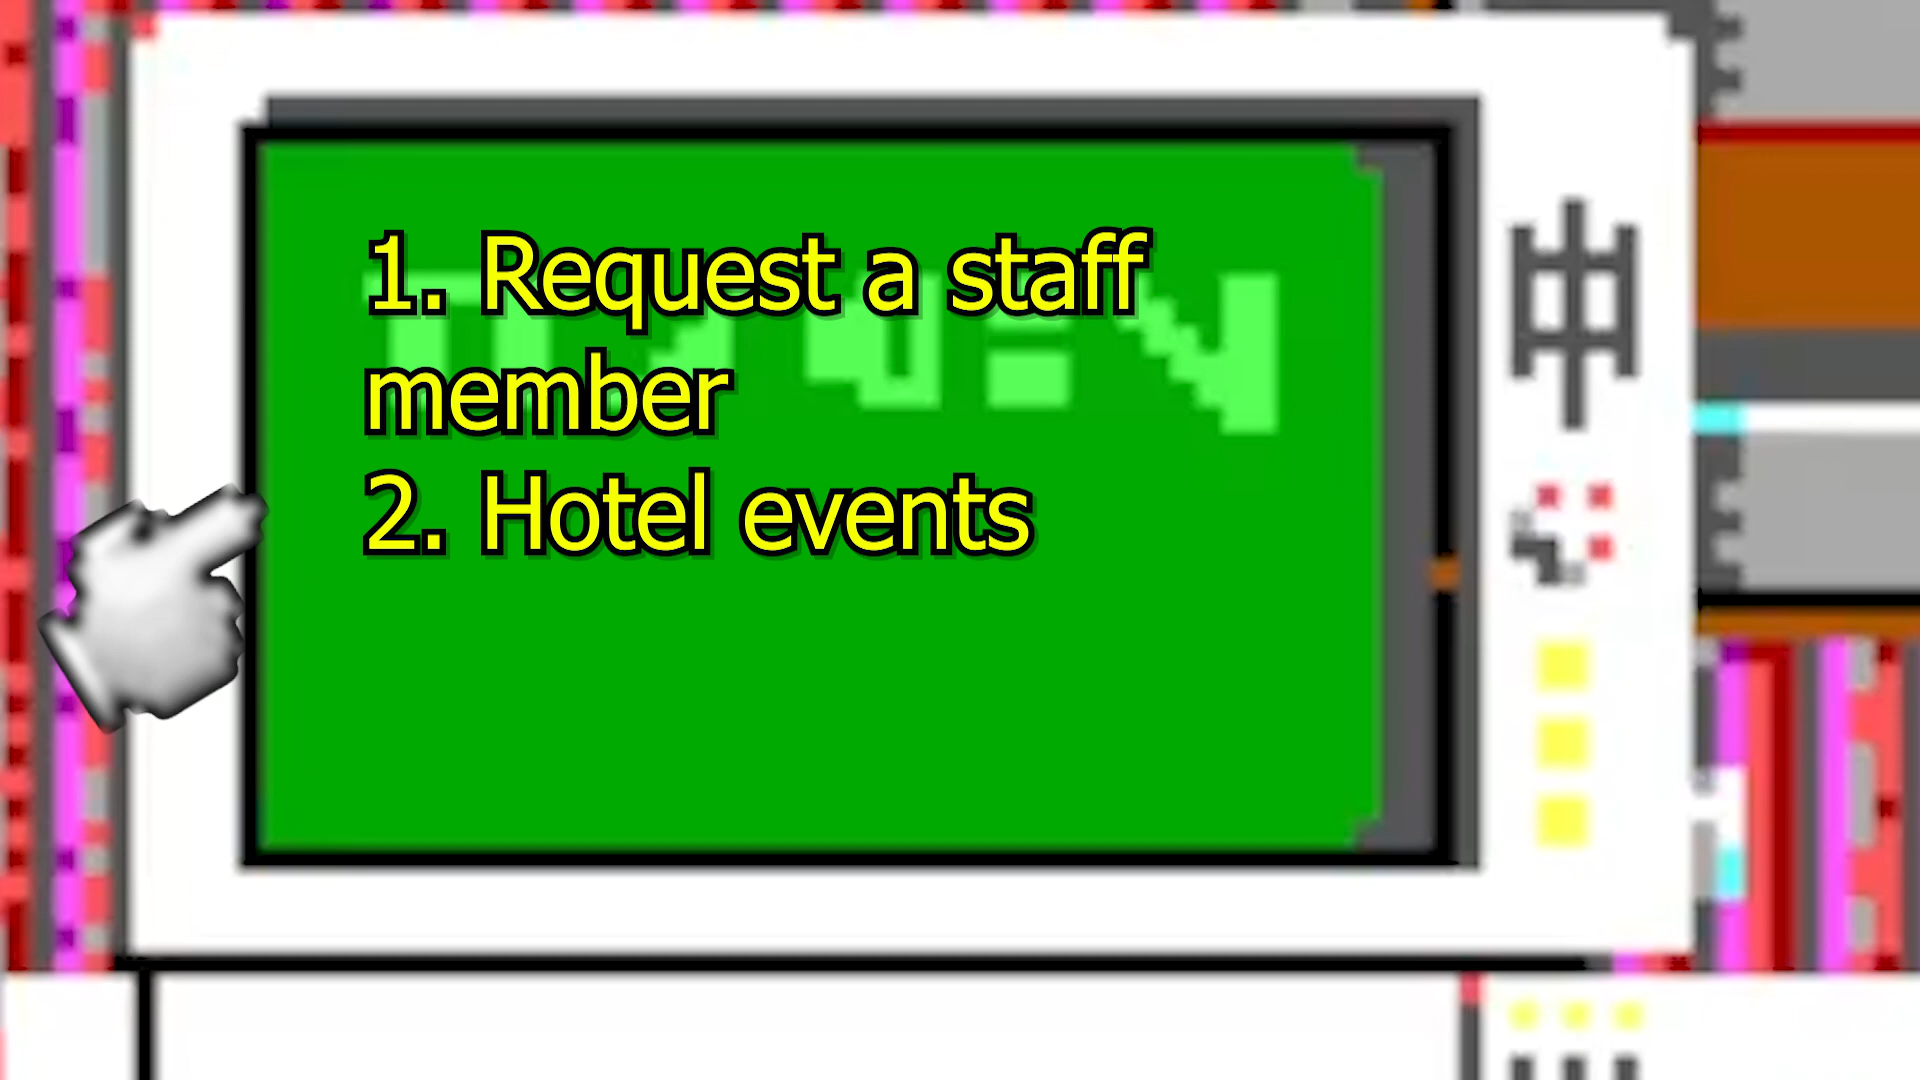 1. Request a staff
member
2. Hotel events